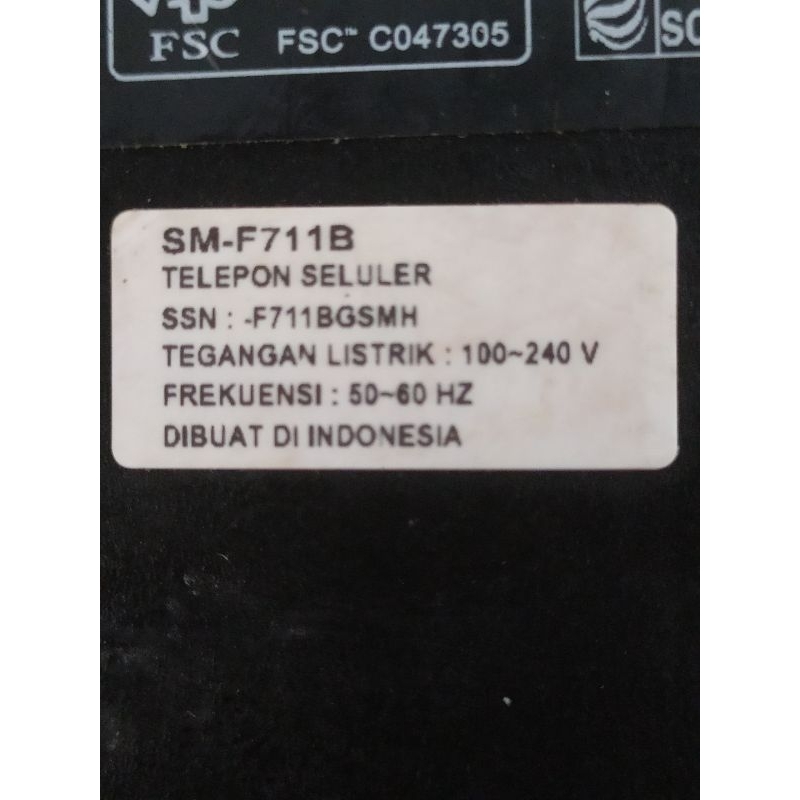 FSC FSC™ C047305
SM-F711B
TELEPON SELULER
SSN : -F711BGSMH
TEGANGAN LISTRIK : 100~240 V
FREKUENSI : 50~60 HZ
DIBUAT DI INDONESIA